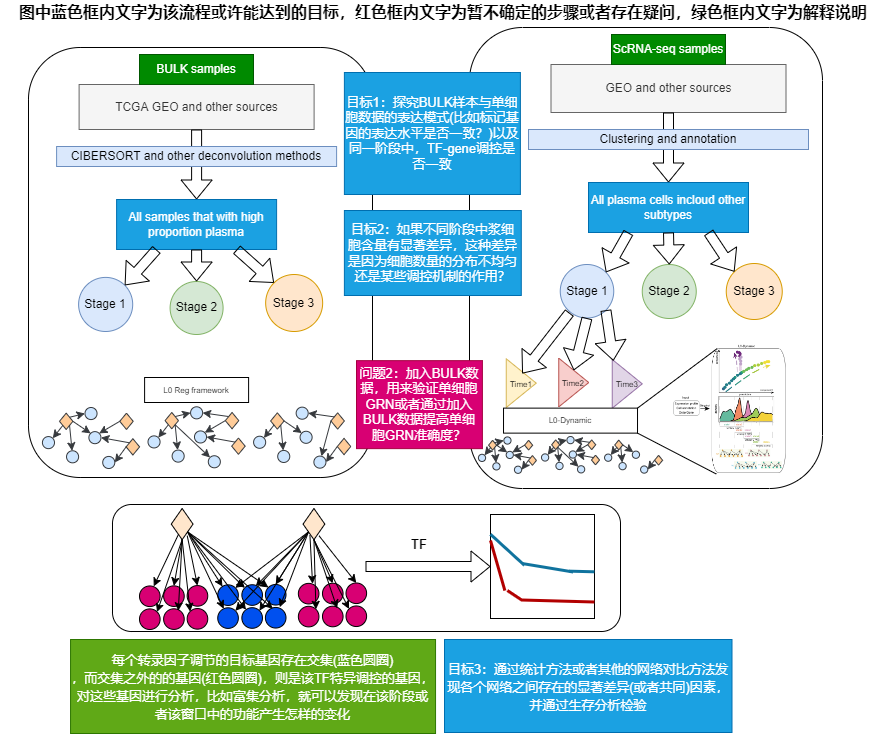 图中蓝色框内文字为该流程或许能达到的目标，红色框内文字为暂不确定的步骤或者存在疑问，绿色框内文字为解释说明
BULK samples
TCGA GEO and other sources
CIBERSORT and other deconvolution methods
All samples that with high
proportion plasma
Stage 1
Stage 2
Stage 3
L0 Reg framework
目标1：探究BULK样本与单细
胞数据的表达模式(比如标记基
因的表达水平是否一致？)以及
同一阶段中，TF-gene调控是
否一致
目标2：如果不同阶段中浆细
胞含量有显著差异，这种差异
是因为细胞数量的分布不均匀
还是某些调控机制的作用?
问题2：加入BULK数
据，用来验证单细胞
GRN或者通过加入
BULK数据提高单细
胞GRN准确度？
ScRNA-seq samples
GEO and other sources
Clustering and annotation
All plasma cells incloud other
subtypes
Stage 1
Stage 2
Stage 3
Time1
Time2
Time3
L0-Dynamic
TF
每个转录因子调节的目标基因存在交集(蓝色圆圈)
，而交集之外的的基因(红色圆圈)，则是该TF特异调控的基因，
对这些基因进行分析，比如富集分析，就可以发现在该阶段或
者该窗口中的功能产生怎样的变化
目标3：通过统计方法或者其他的网络对比方法发
现各个网络之间存在的显著差异(或者共同)因素，
并通过生存分析检验